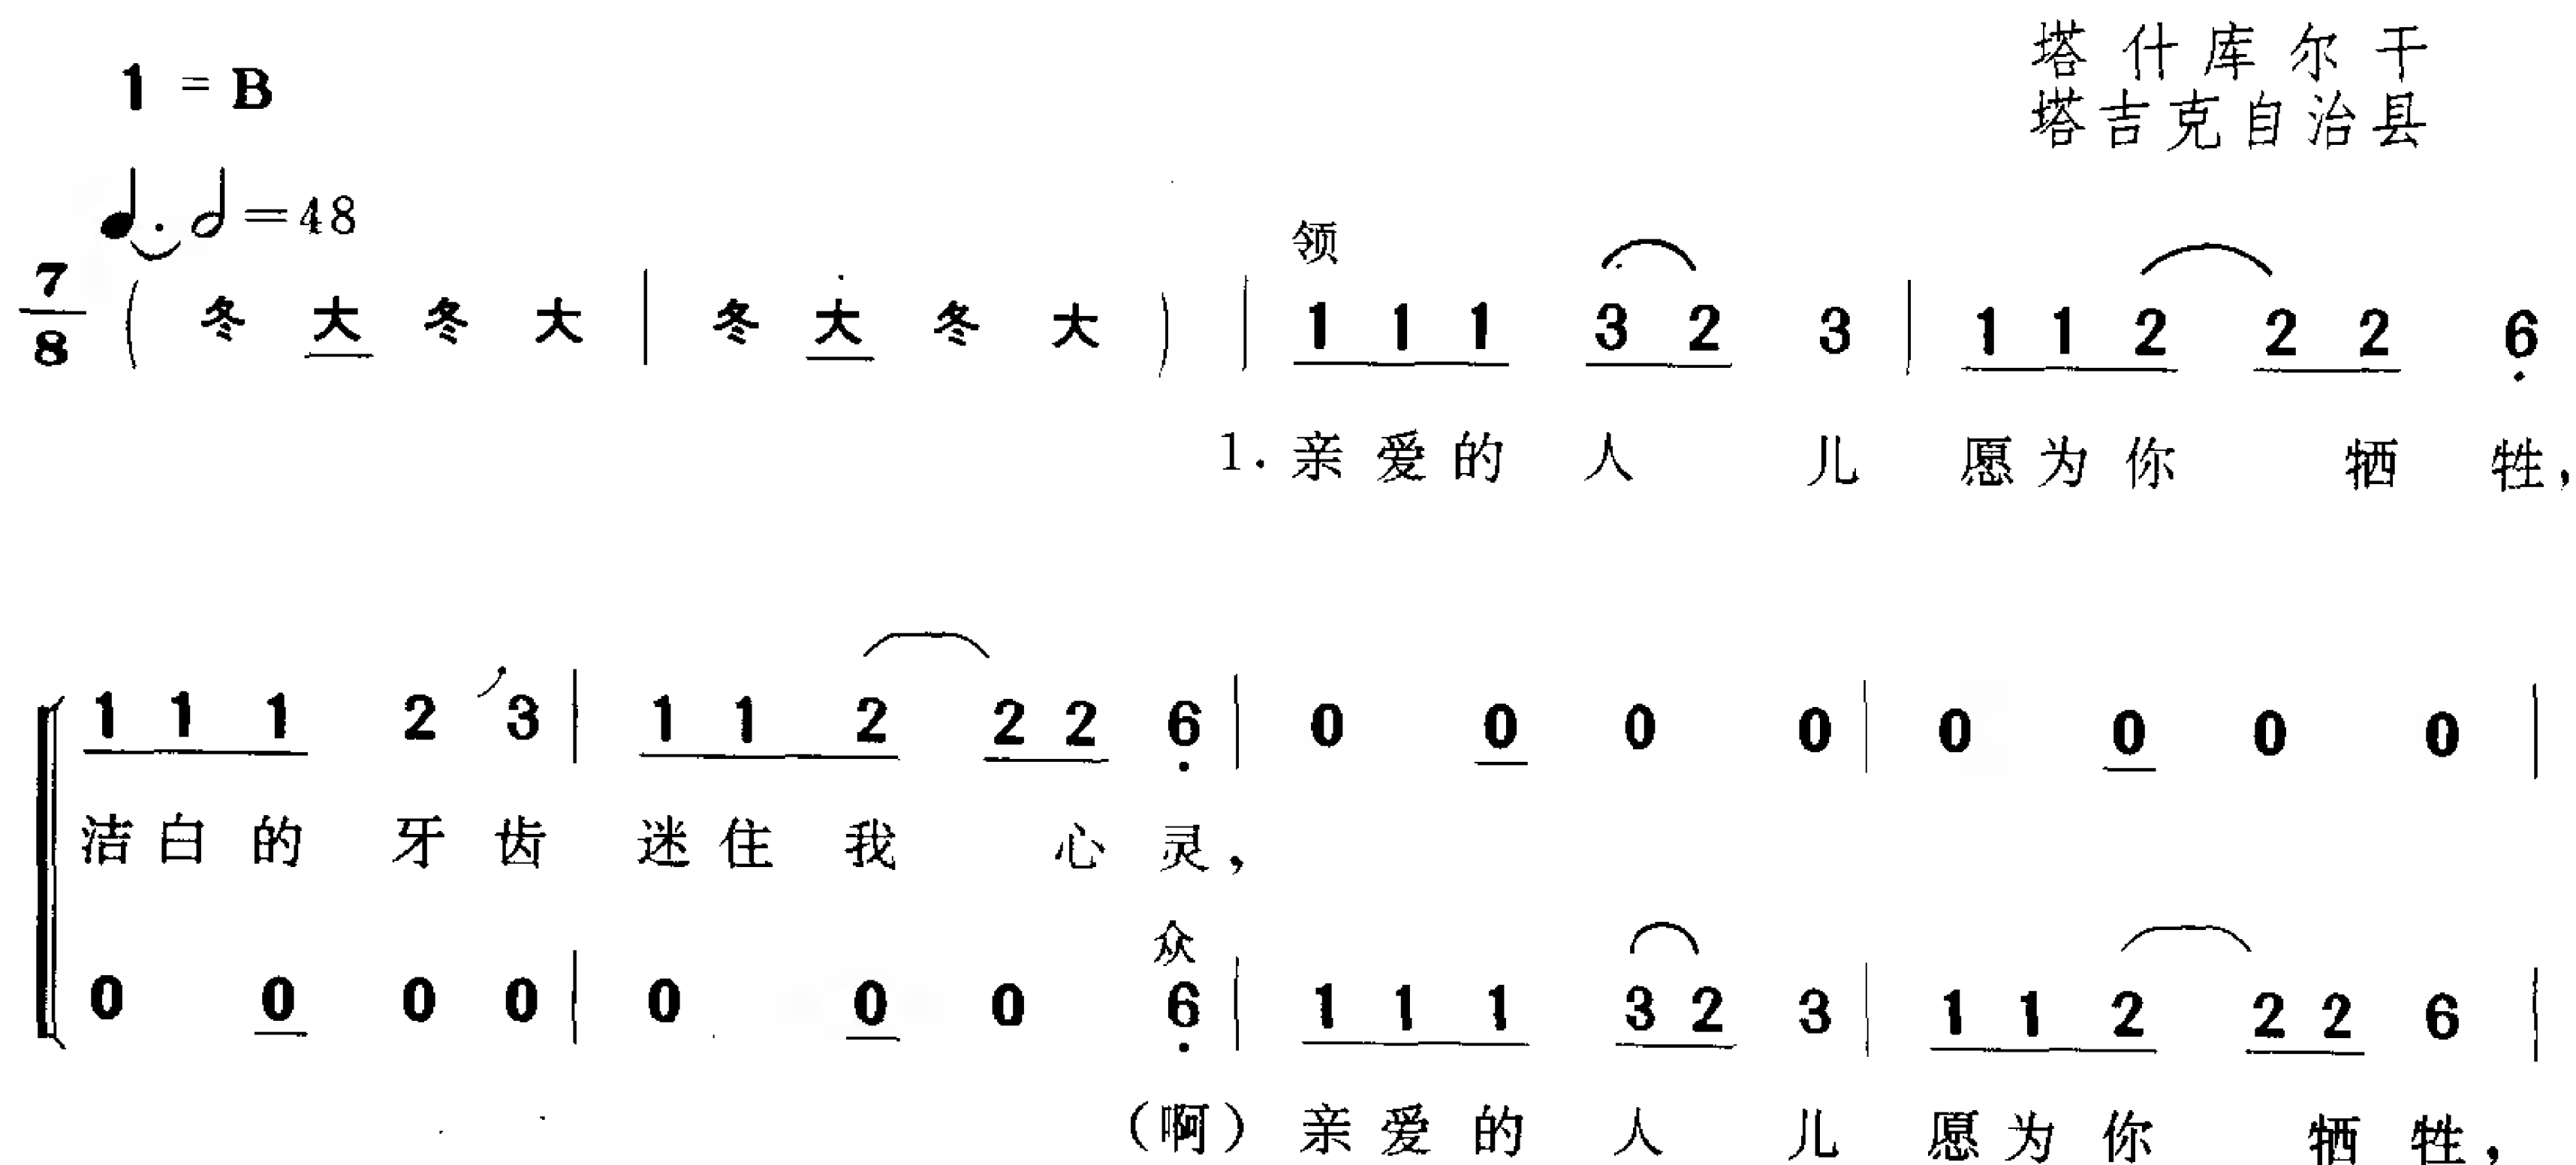 塔什库尔干
1 = B
塔吉克自治县
♩. 𝅗𝅥 =48
领
7/8 ( 冬 大 冬 大 | 冬 大 冬 大 ) | 1 1 1 3 2 3 | 1 1 2 2 2 6̣
1. 亲爱的人儿 愿为你牺牲,
1 1 1 2 3 | 1 1 2 2 2 6̣ | 0 0 0 0 | 0 0 0 0 |
洁白的牙齿 迷住我心灵,
众
0 0 0 0 | 0 0 0 6̣ | 1 1 1 3 2 3 | 1 1 2 2 2 6 |
(啊) 亲爱的人儿 愿为你牺牲,